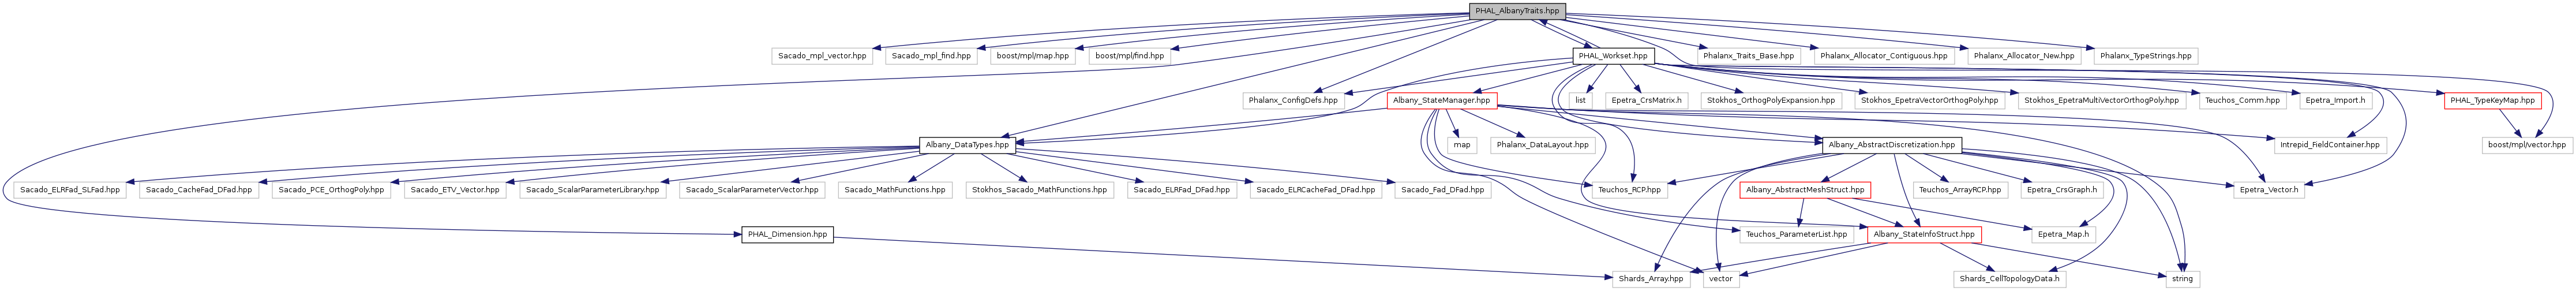 PHAL_AlbanyTraits.hpp
Sacado_mpl_vector.hpp
Sacado_mpl_find.hpp
boost/mpl/map.hpp
boost/mpl/find.hpp
PHAL_Workset.hpp
Phalanx_Traits_Base.hpp
Phalanx_Allocator_Contiguous.hpp
Phalanx_Allocator_New.hpp
Phalanx_TypeStrings.hpp
Phalanx_ConfigDefs.hpp
Albany_StateManager.hpp
list
Epetra_CrsMatrix.h
Stokhos_OrthogPolyExpansion.hpp
Stokhos_EpetraVectorOrthogPoly.hpp
Stokhos_EpetraMultiVectorOrthogPoly.hpp
Teuchos_Comm.hpp
Epetra_Import.h
PHAL_TypeKeyMap.hpp
Albany_DataTypes.hpp
map
Phalanx_DataLayout.hpp
Albany_AbstractDiscretization.hpp
Intrepid_FieldContainer.hpp
boost/mpl/vector.hpp
Sacado_ELRFad_SLFad.hpp
Sacado_CacheFad_DFad.hpp
Sacado_PCE_OrthogPoly.hpp
Sacado_ETV_Vector.hpp
Sacado_ScalarParameterLibrary.hpp
Sacado_ScalarParameterVector.hpp
Sacado_MathFunctions.hpp
Stokhos_Sacado_MathFunctions.hpp
Sacado_ELRFad_DFad.hpp
Sacado_ELRCacheFad_DFad.hpp
Sacado_Fad_DFad.hpp
Teuchos_RCP.hpp
Albany_AbstractMeshStruct.hpp
Teuchos_ArrayRCP.hpp
Epetra_CrsGraph.h
Epetra_Vector.h
PHAL_Dimension.hpp
Teuchos_ParameterList.hpp
Albany_StateInfoStruct.hpp
Epetra_Map.h
Shards_Array.hpp
vector
Shards_CellTopologyData.h
string